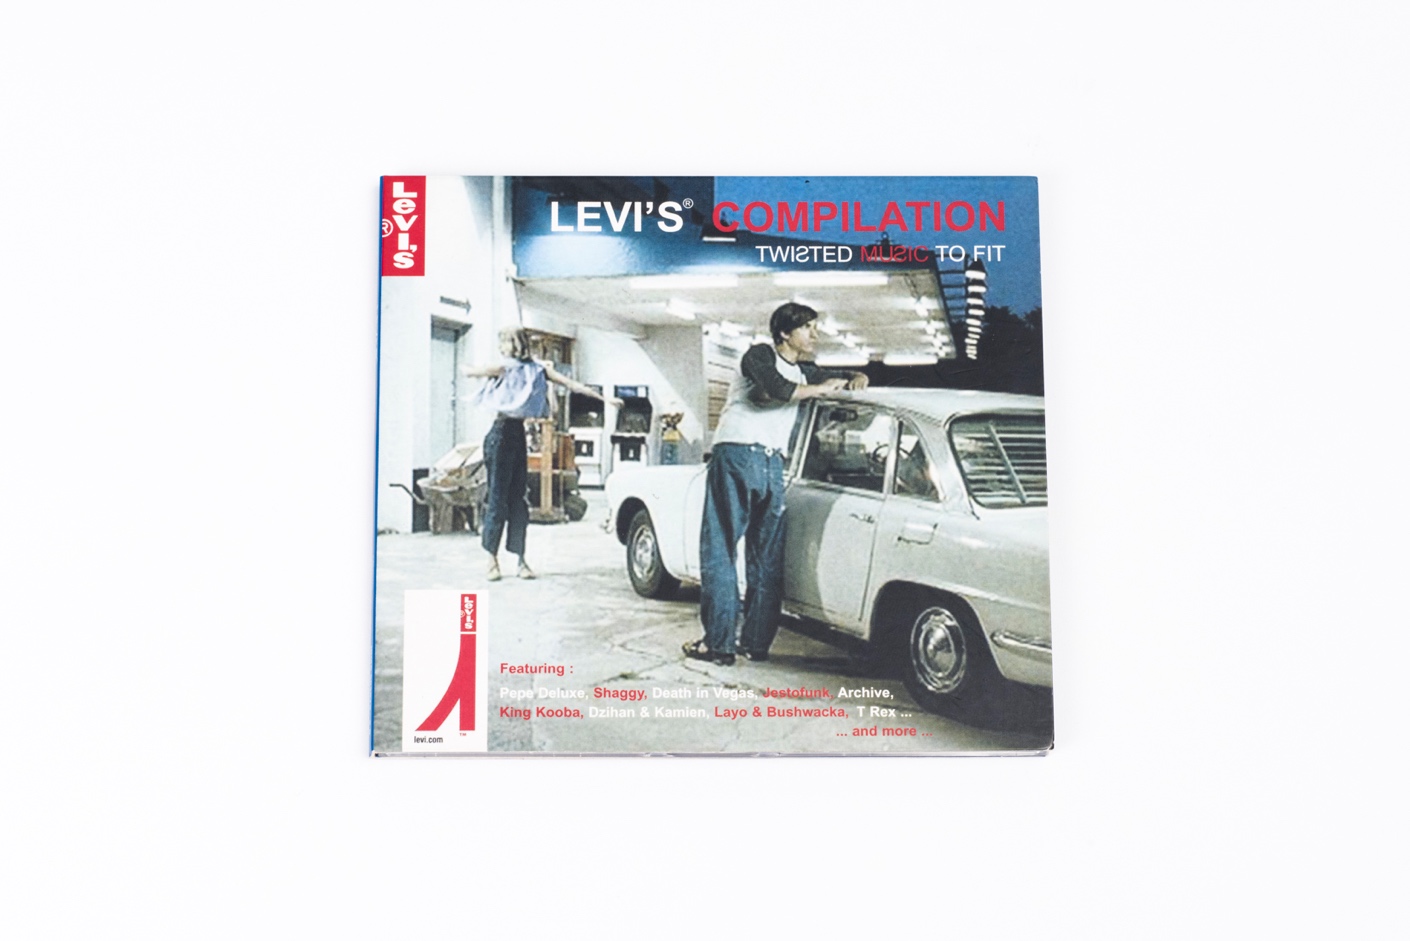 Levi's®
LEVI'S® COMPILATION
TWISTED MUSIC TO FIT
LEVI'S®
levi.com ™
Featuring :
Pepe Deluxe, Shaggy, Death in Vegas, Jestofunk, Archive,
King Kooba, Dzihan & Kamien, Layo & Bushwacka, T Rex ...
... and more ...